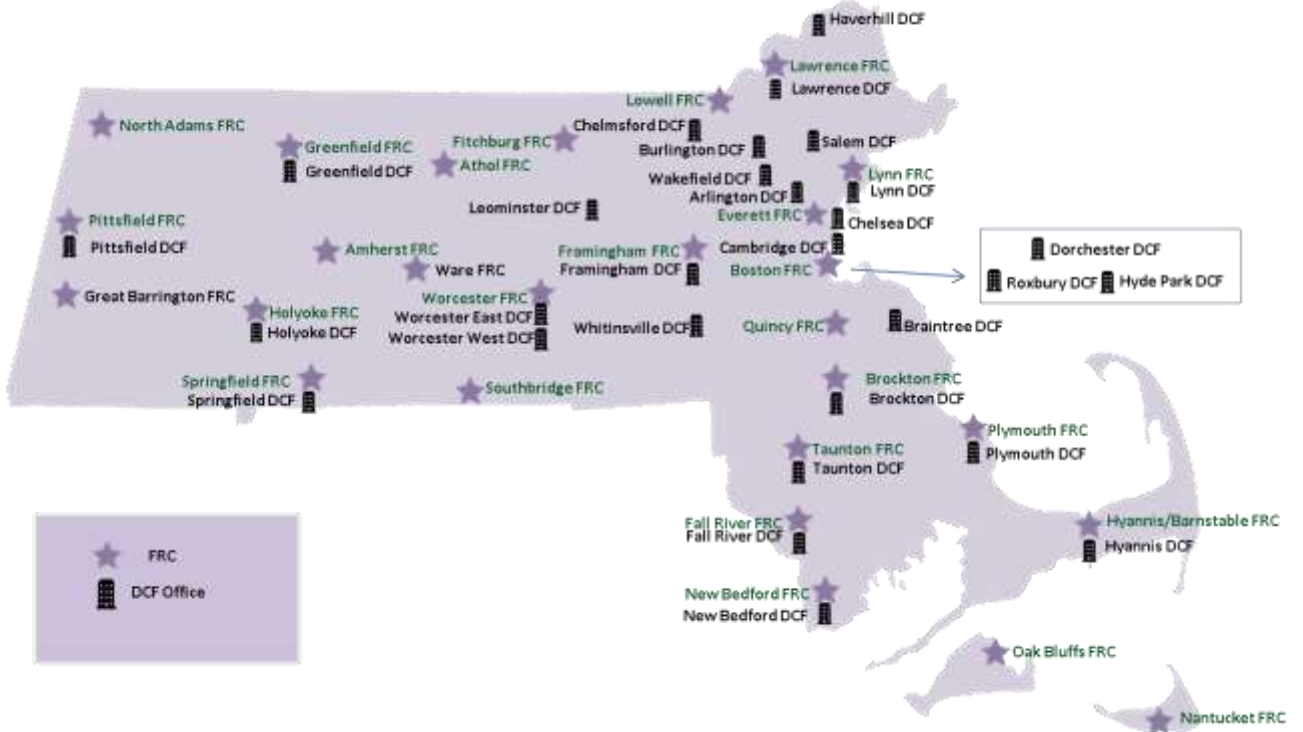 Haverhill DCF
Lawrence FRC
Lawrence DCF
Lowell FRC
North Adams FRC
Chelmsford DCF
Greenfield FRC
Greenfield DCF
Fitchburg FRC
Athol FRC
Burlington DCF
Salem DCF
Wakefield DCF
Lynn FRC
Lynn DCF
Arlington DCF
Leominster DCF
Everett FRC
Chelsea DCF
Pittsfield FRC
Pittsfield DCF
Amherst FRC
Ware FRC
Framingham FRC
Framingham DCF
Cambridge DCF
Boston FRC
Dorchester DCF
Roxbury DCF
Hyde Park DCF
Great Barrington FRC
Holyoke FRC
Holyoke DCF
Worcester FRC
Worcester East DCF
Worcester West DCF
Whitinsville DCF
Quincy FRC
Braintree DCF
Springfield FRC
Springfield DCF
Southbridge FRC
Brockton FRC
Brockton DCF
Plymouth FRC
Plymouth DCF
Taunton FRC
Taunton DCF
Fall River FRC
Fall River DCF
Hyannis/Barnstable FRC
Hyannis DCF
FRC
DCF Office
New Bedford FRC
New Bedford DCF
Oak Bluffs FRC
Nantucket FRC